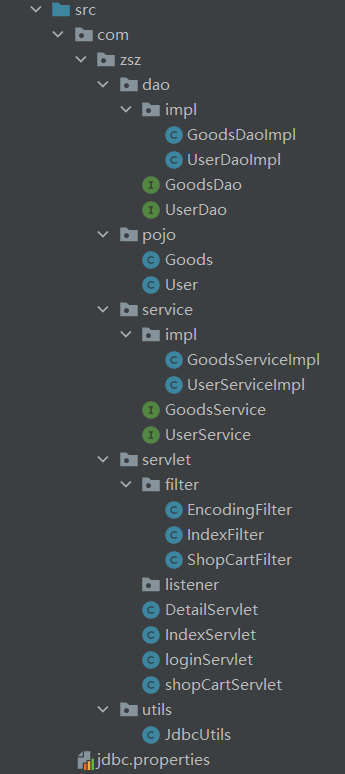 src
com
zsz
dao
impl
GoodsDaoImpl
UserDaoImpl
GoodsDao
UserDao
pojo
Goods
User
service
impl
GoodsServiceImpl
UserServiceImpl
GoodsService
UserService
servlet
filter
EncodingFilter
IndexFilter
ShopCartFilter
listener
DetailServlet
IndexServlet
loginServlet
shopCartServlet
utils
JdbcUtils
jdbc.properties